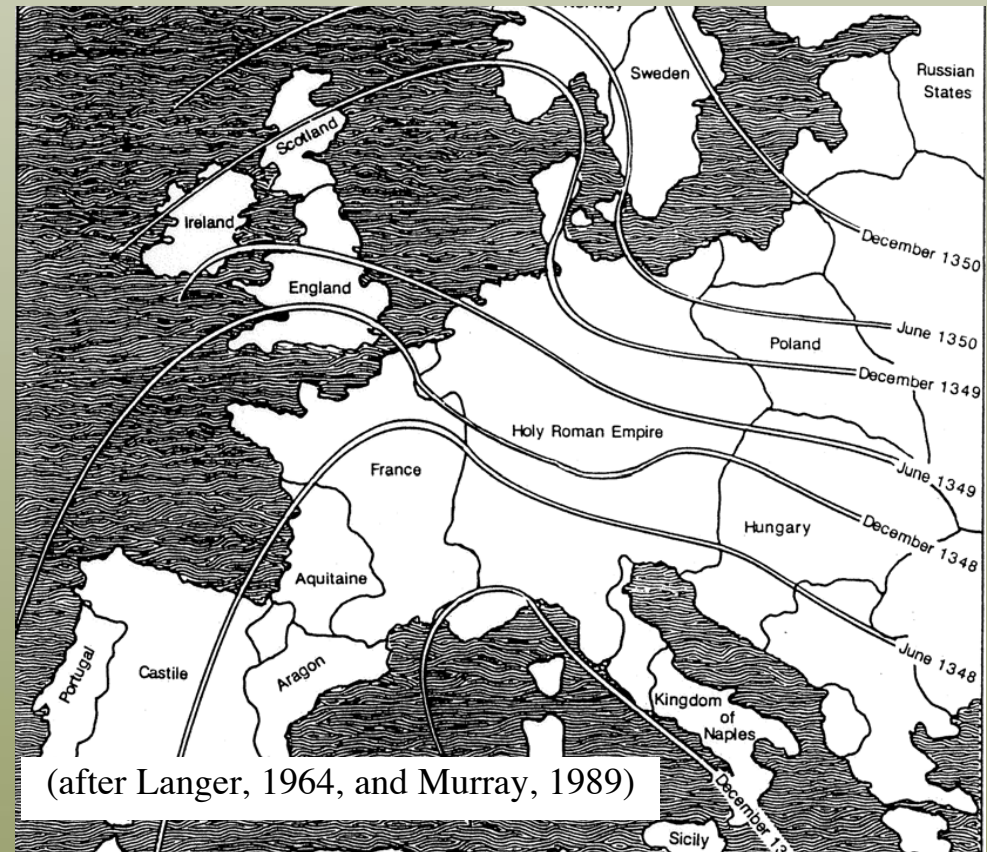 Norway
Sweden
Russian
States
Scotland
Ireland
England
December 1350
June 1350
Poland
December 1349
Holy Roman Empire
France
June 1349
Hungary
December 1348
Aquitaine
June 1348
Portugal
Castile
Aragon
Kingdom
of
Naples
(after Langer, 1964, and Murray, 1989)
December
Sicily